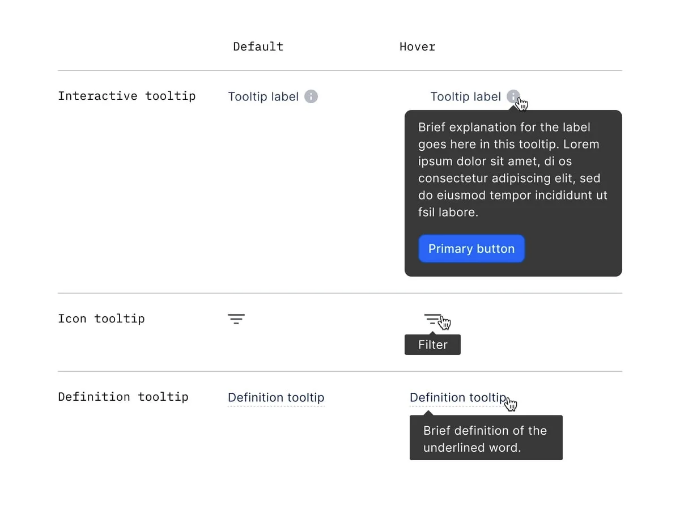 Default Hover
Interactive tooltip Tooltip label Tooltip label
Brief explanation for the label
goes here in this tooltip. Lorem
ipsum dolor sit amet, di os
consectetur adipiscing elit, sed
do eiusmod tempor incididunt ut
fsil labore.
Primary button
Icon tooltip
Filter
Definition tooltip Definition tooltip Definition tooltip
Brief definition of the
underlined word.